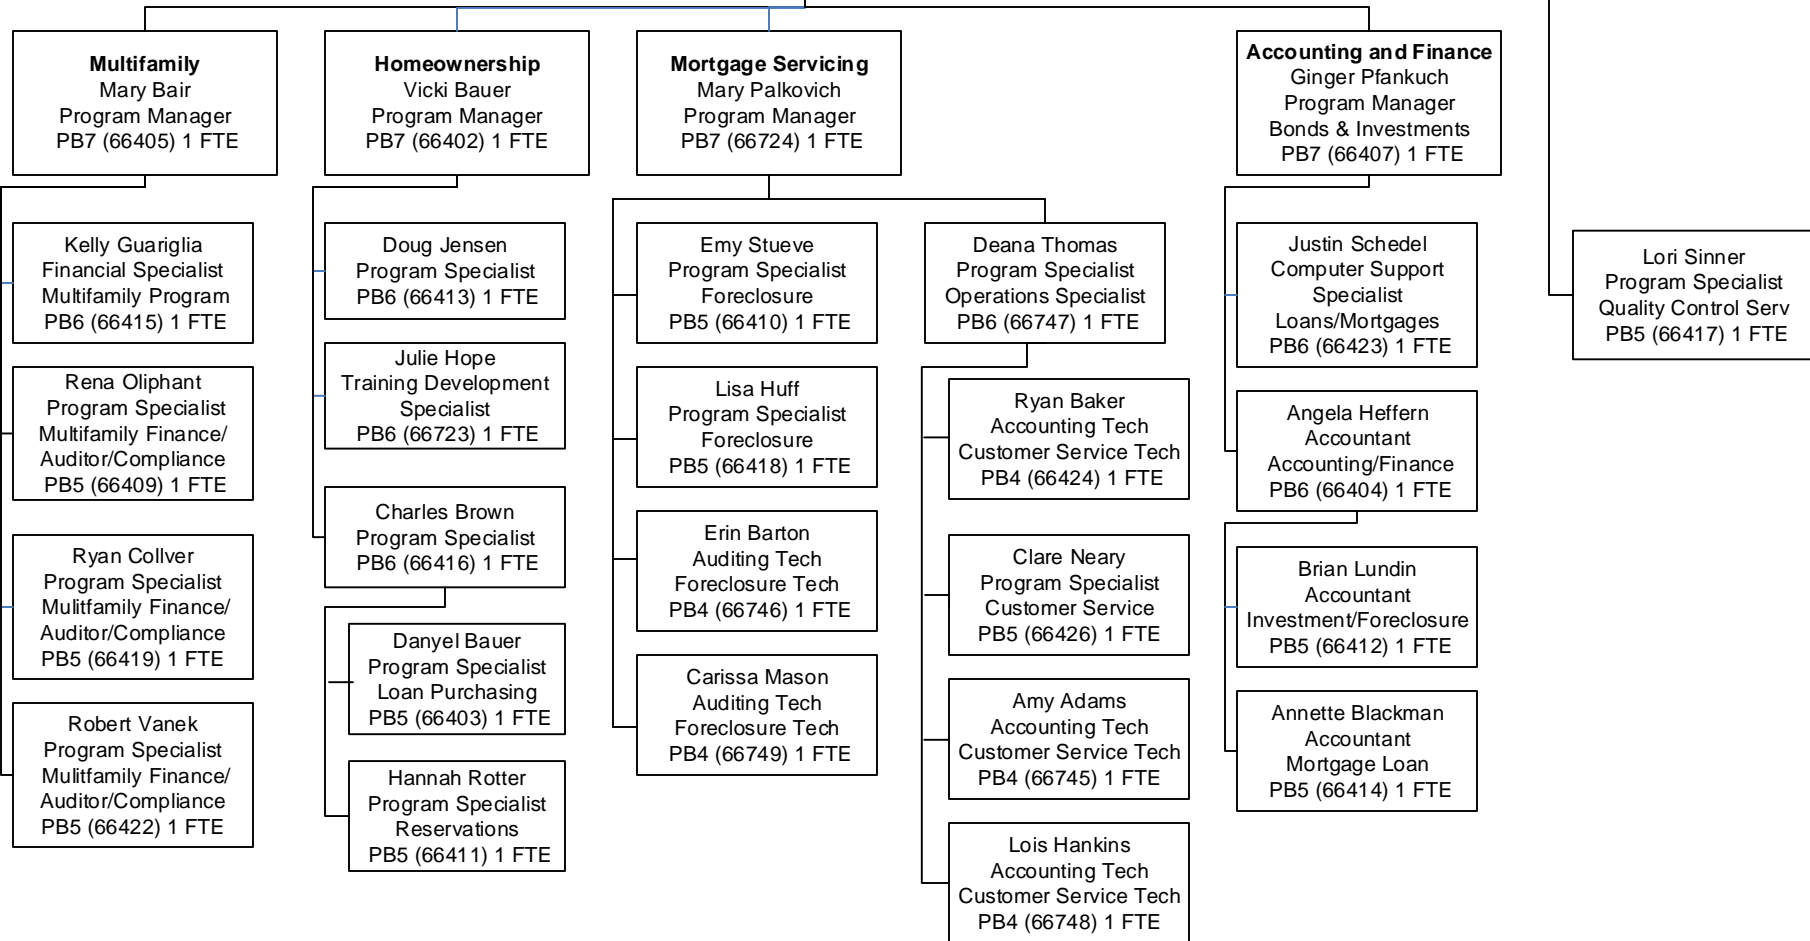 Multifamily
Mary Bair
Program Manager
PB7 (66405) 1 FTE
Kelly Guariglia
Financial Specialist
Multifamily Program
PB6 (66415) 1 FTE
Rena Oliphant
Program Specialist
Multifamily Finance/
Auditor/Compliance
PB5 (66409) 1 FTE
Ryan Collver
Program Specialist
Mulitfamily Finance/
Auditor/Compliance
PB5 (66419) 1 FTE
Robert Vanek
Program Specialist
Mulitfamily Finance/
Auditor/Compliance
PB5 (66422) 1 FTE
Homeownership
Vicki Bauer
Program Manager
PB7 (66402) 1 FTE
Doug Jensen
Program Specialist
PB6 (66413) 1 FTE
Julie Hope
Training Development
Specialist
PB6 (66723) 1 FTE
Charles Brown
Program Specialist
PB6 (66416) 1 FTE
Danyel Bauer
Program Specialist
Loan Purchasing
PB5 (66403) 1 FTE
Hannah Rotter
Program Specialist
Reservations
PB5 (66411) 1 FTE
Mortgage Servicing
Mary Palkovich
Program Manager
PB7 (66724) 1 FTE
Emy Stueve
Program Specialist
Foreclosure
PB5 (66410) 1 FTE
Lisa Huff
Program Specialist
Foreclosure
PB5 (66418) 1 FTE
Erin Barton
Auditing Tech
Foreclosure Tech
PB4 (66746) 1 FTE
Carissa Mason
Auditing Tech
Foreclosure Tech
PB4 (66749) 1 FTE
Deana Thomas
Program Specialist
Operations Specialist
PB6 (66747) 1 FTE
Ryan Baker
Accounting Tech
Customer Service Tech
PB4 (66424) 1 FTE
Clare Neary
Program Specialist
Customer Service
PB5 (66426) 1 FTE
Amy Adams
Accounting Tech
Customer Service Tech
PB4 (66745) 1 FTE
Lois Hankins
Accounting Tech
Customer Service Tech
PB4 (66748) 1 FTE
Accounting and Finance
Ginger Pfankuch
Program Manager
Bonds & Investments
PB7 (66407) 1 FTE
Justin Schedel
Computer Support
Specialist
Loans/Mortgages
PB6 (66423) 1 FTE
Angela Heffern
Accountant
Accounting/Finance
PB6 (66404) 1 FTE
Brian Lundin
Accountant
Investment/Foreclosure
PB5 (66412) 1 FTE
Annette Blackman
Accountant
Mortgage Loan
PB5 (66414) 1 FTE
Lori Sinner
Program Specialist
Quality Control Serv
PB5 (66417) 1 FTE